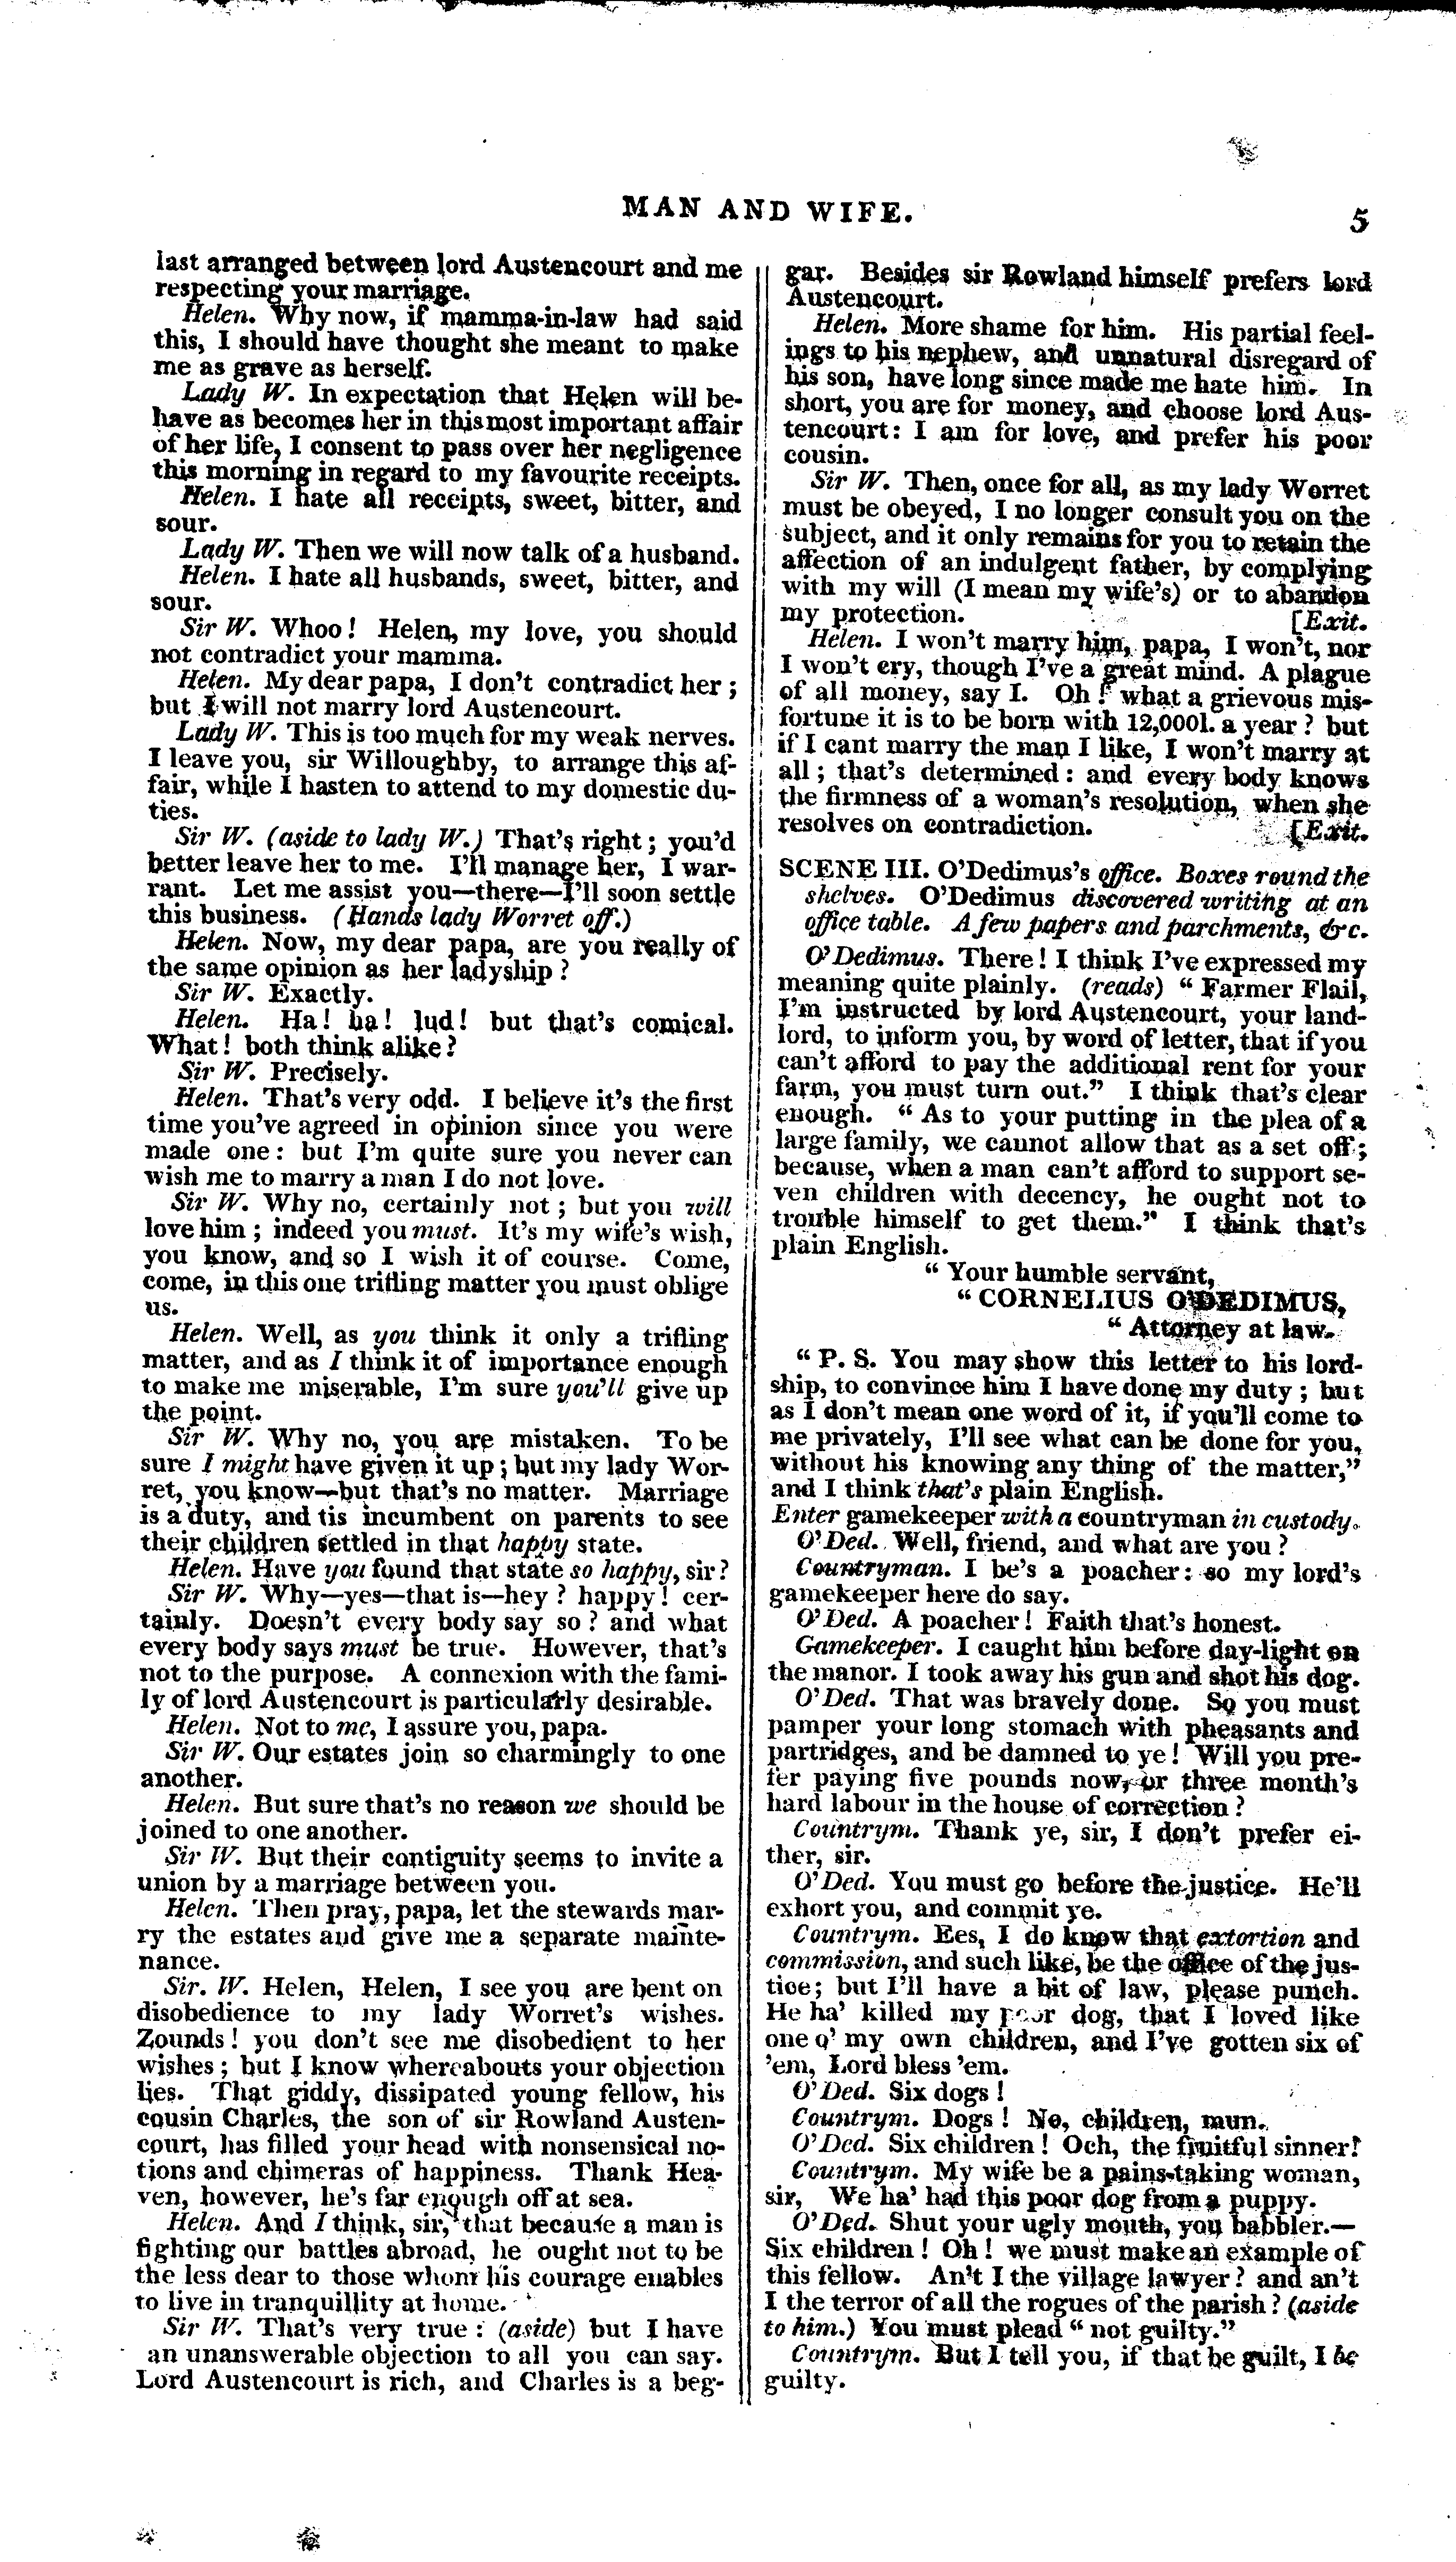 MAN AND WIFE.
5
last arranged between lord Austencourt and me
respecting your marriage.
Helen. Why now, if mamma-in-law had said
this, I should have thought she meant to make
me as grave as herself.
Lady W. In expectation that Helen will be-
have as becomes her in this most important affair
of her life, I consent to pass over her negligence
this morning in regard to my favourite receipts.
Helen. I hate all receipts, sweet, bitter, and
sour.
Lady W. Then we will now talk of a husband.
Helen. I hate all husbands, sweet, bitter, and
sour.
Sir W. Whoo! Helen, my love, you should
not contradict your mamma.
Helen. My dear papa, I don't contradict her;
but I will not marry lord Austencourt.
Lady W. This is too much for my weak nerves.
I leave you, sir Willoughby, to arrange this af-
fair, while I hasten to attend to my domestic du-
ties.
Sir W. (aside to lady W.) That's right; you'd
better leave her to me. I'll manage her, I war-
rant. Let me assist you—there—I'll soon settle
this business. (Hands lady Worret off.)
Helen. Now, my dear papa, are you really of
the same opinion as her ladyship?
Sir W. Exactly.
Helen. Ha! ha! lud! but that's comical.
What! both think alike?
Sir W. Precisely.
Helen. That's very odd. I believe it's the first
time you've agreed in opinion since you were
made one: but I'm quite sure you never can
wish me to marry a man I do not love.
Sir W. Why no, certainly not; but you will
love him; indeed you must. It's my wife's wish,
you know, and so I wish it of course. Come,
come, in this one trifling matter you must oblige
us.
Helen. Well, as you think it only a trifling
matter, and as I think it of importance enough
to make me miserable, I'm sure you'll give up
the point.
Sir W. Why no, you are mistaken. To be
sure I might have given it up; but my lady Wor-
ret, you know—but that's no matter. Marriage
is a duty, and tis incumbent on parents to see
their children settled in that happy state.
Helen. Have you found that state so happy, sir?
Sir W. Why—yes—that is—hey? happy! cer-
tainly. Doesn't every body say so? and what
every body says must be true. However, that's
not to the purpose. A connexion with the fami-
ly of lord Austencourt is particularly desirable.
Helen. Not to me, I assure you, papa.
Sir W. Our estates join so charmingly to one
another.
Helen. But sure that's no reason we should be
joined to one another.
Sir W. But their contiguity seems to invite a
union by a marriage between you.
Helen. Then pray, papa, let the stewards mar-
ry the estates and give me a separate mainte-
nance.
Sir. W. Helen, Helen, I see you are bent on
disobedience to my lady Worret's wishes.
Zounds! you don't see me disobedient to her
wishes; but I know whereabouts your objection
lies. That giddy, dissipated young fellow, his
cousin Charles, the son of sir Rowland Austen-
court, has filled your head with nonsensical no-
tions and chimeras of happiness. Thank Hea-
ven, however, he's far enough off at sea.
Helen. And I think, sir, that because a man is
fighting our battles abroad, he ought not to be
the less dear to those whom his courage enables
to live in tranquillity at home.
Sir W. That's very true: (aside) but I have
an unanswerable objection to all you can say.
Lord Austencourt is rich, and Charles is a beg-
gar. Besides sir Rowland himself prefers lord
Austencourt.
Helen. More shame for him. His partial feel-
ings to his nephew, and unnatural disregard of
his son, have long since made me hate him. In
short, you are for money, and choose lord Aus-
tencourt: I am for love, and prefer his poor
cousin.
Sir W. Then, once for all, as my lady Worret
must be obeyed, I no longer consult you on the
subject, and it only remains for you to retain the
affection of an indulgent father, by complying
with my will (I mean my wife's) or to abandon
my protection. [Exit.
Helen. I won't marry him, papa, I won't, nor
I won't cry, though I've a great mind. A plague
of all money, say I. Oh! what a grievous mis-
fortune it is to be born with 12,000l. a year? but
if I cant marry the man I like, I won't marry at
all; that's determined: and every body knows
the firmness of a woman's resolution, when she
resolves on contradiction. [Exit.
SCENE III. O'Dedimus's office. Boxes round the
shelves. O'Dedimus discovered writing at an
office table. A few papers and parchments, &c.
O'Dedimus. There! I think I've expressed my
meaning quite plainly. (reads) " Farmer Flail,
I'm instructed by lord Austencourt, your land-
lord, to inform you, by word of letter, that if you
can't afford to pay the additional rent for your
farm, you must turn out." I think that's clear
enough. " As to your putting in the plea of a
large family, we cannot allow that as a set off;
because, when a man can't afford to support se-
ven children with decency, he ought not to
trouble himself to get them." I think that's
plain English.
" Your humble servant,
" CORNELIUS O'DEDIMUS,
" Attorney at law.
" P. S. You may show this letter to his lord-
ship, to convince him I have done my duty; but
as I don't mean one word of it, if you'll come to
me privately, I'll see what can be done for you,
without his knowing any thing of the matter,"
and I think that's plain English.
Enter gamekeeper with a countryman in custody.
O'Ded. Well, friend, and what are you?
Countryman. I be's a poacher: so my lord's
gamekeeper here do say.
O'Ded. A poacher! Faith that's honest.
Gamekeeper. I caught him before day-light on
the manor. I took away his gun and shot his dog.
O'Ded. That was bravely done. So you must
pamper your long stomach with pheasants and
partridges, and be damned to ye! Will you pre-
fer paying five pounds now, or three month's
hard labour in the house of correction?
Countrym. Thank ye, sir, I don't prefer ei-
ther, sir.
O'Ded. You must go before the justice. He'll
exhort you, and commit ye.
Countrym. Ees, I do know that extortion and
commission, and such like, be the office of the jus-
tice; but I'll have a bit of law, please punch.
He ha' killed my poor dog, that I loved like
one o' my own children, and I've gotten six of
'em, Lord bless 'em.
O'Ded. Six dogs!
Countrym. Dogs! No, children, mun.
O'Ded. Six children! Och, the fruitful sinner!
Countrym. My wife be a pains-taking woman,
sir, We ha' had this poor dog from a puppy.
O'Ded. Shut your ugly mouth, you babbler.—
Six children! Oh! we must make an example of
this fellow. An't I the village lawyer? and an't
I the terror of all the rogues of the parish? (aside
to him.) You must plead " not guilty."
Countrym. But I tell you, if that be guilt, I be
guilty.